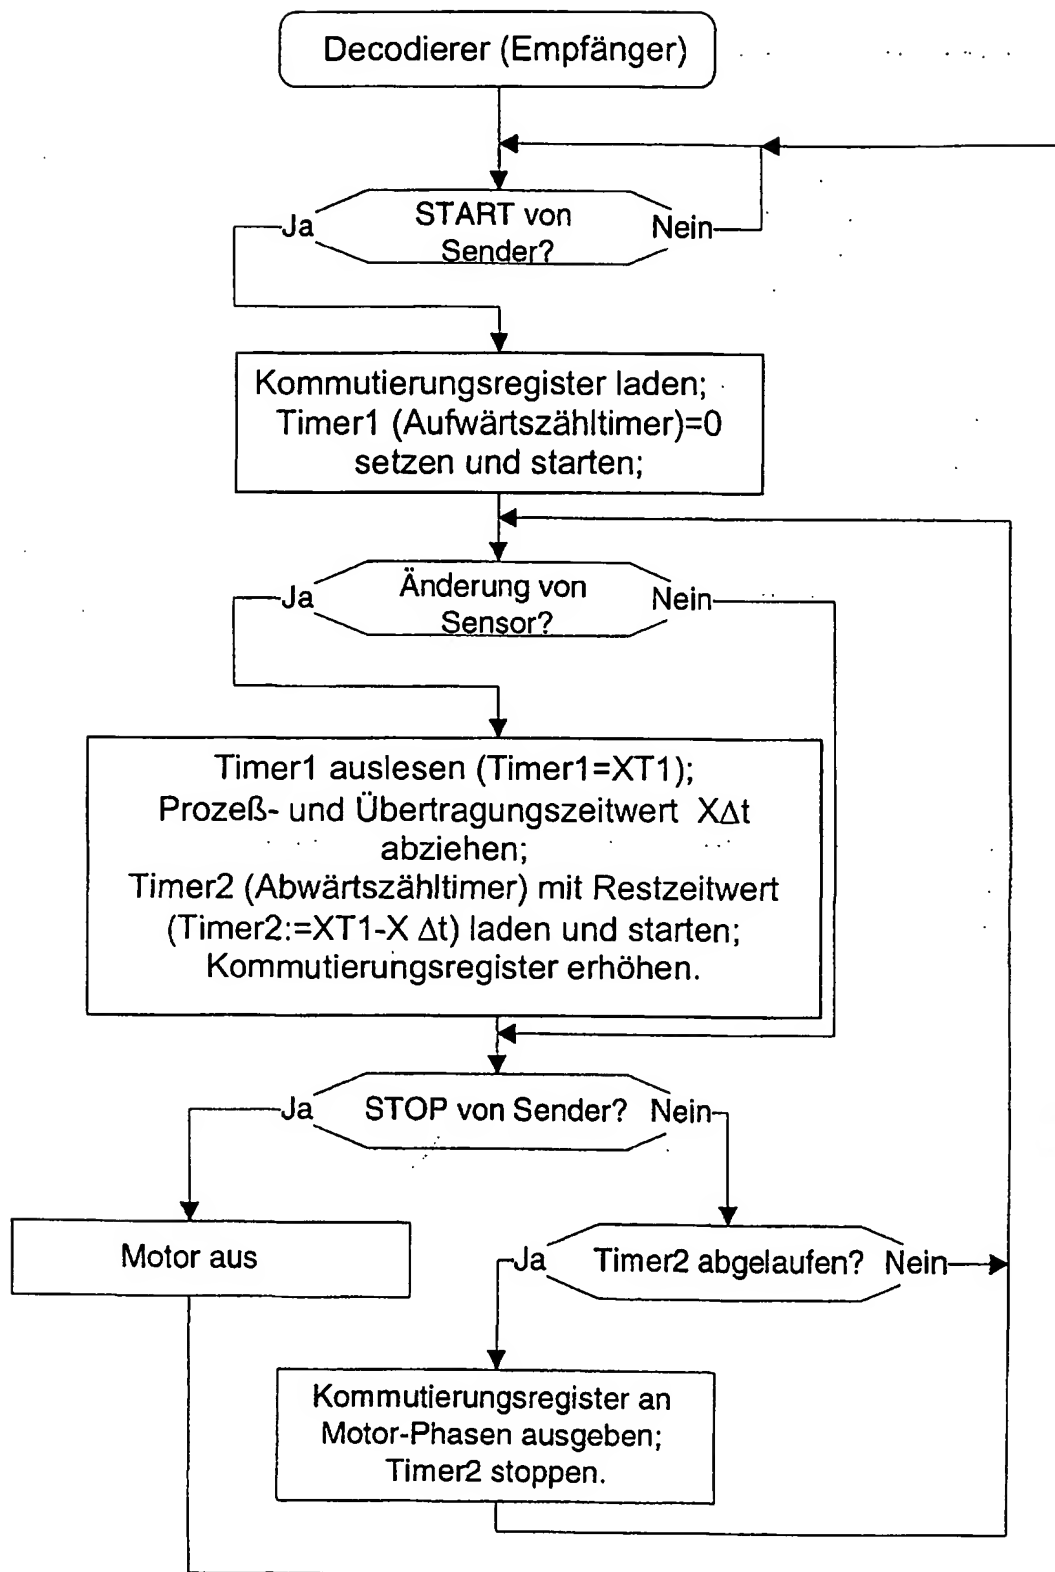 Decodierer (Empfänger)
START von
Sender?
Ja
Nein
Kommutierungsregister laden;
Timer1 (Aufwärtszähltimer)=0
setzen und starten;
Änderung von
Sensor?
Ja
Nein
Timer1 auslesen (Timer1=XT1);
Prozeß- und Übertragungszeitwert X∆t
abziehen;
Timer2 (Abwärtszähltimer) mit Restzeitwert
(Timer2:=XT1-X ∆t) laden und starten;
Kommutierungsregister erhöhen.
Ja
STOP von Sender?
Nein
Motor aus
Ja
Timer2 abgelaufen?
Nein
Kommutierungsregister an
Motor-Phasen ausgeben;
Timer2 stoppen.